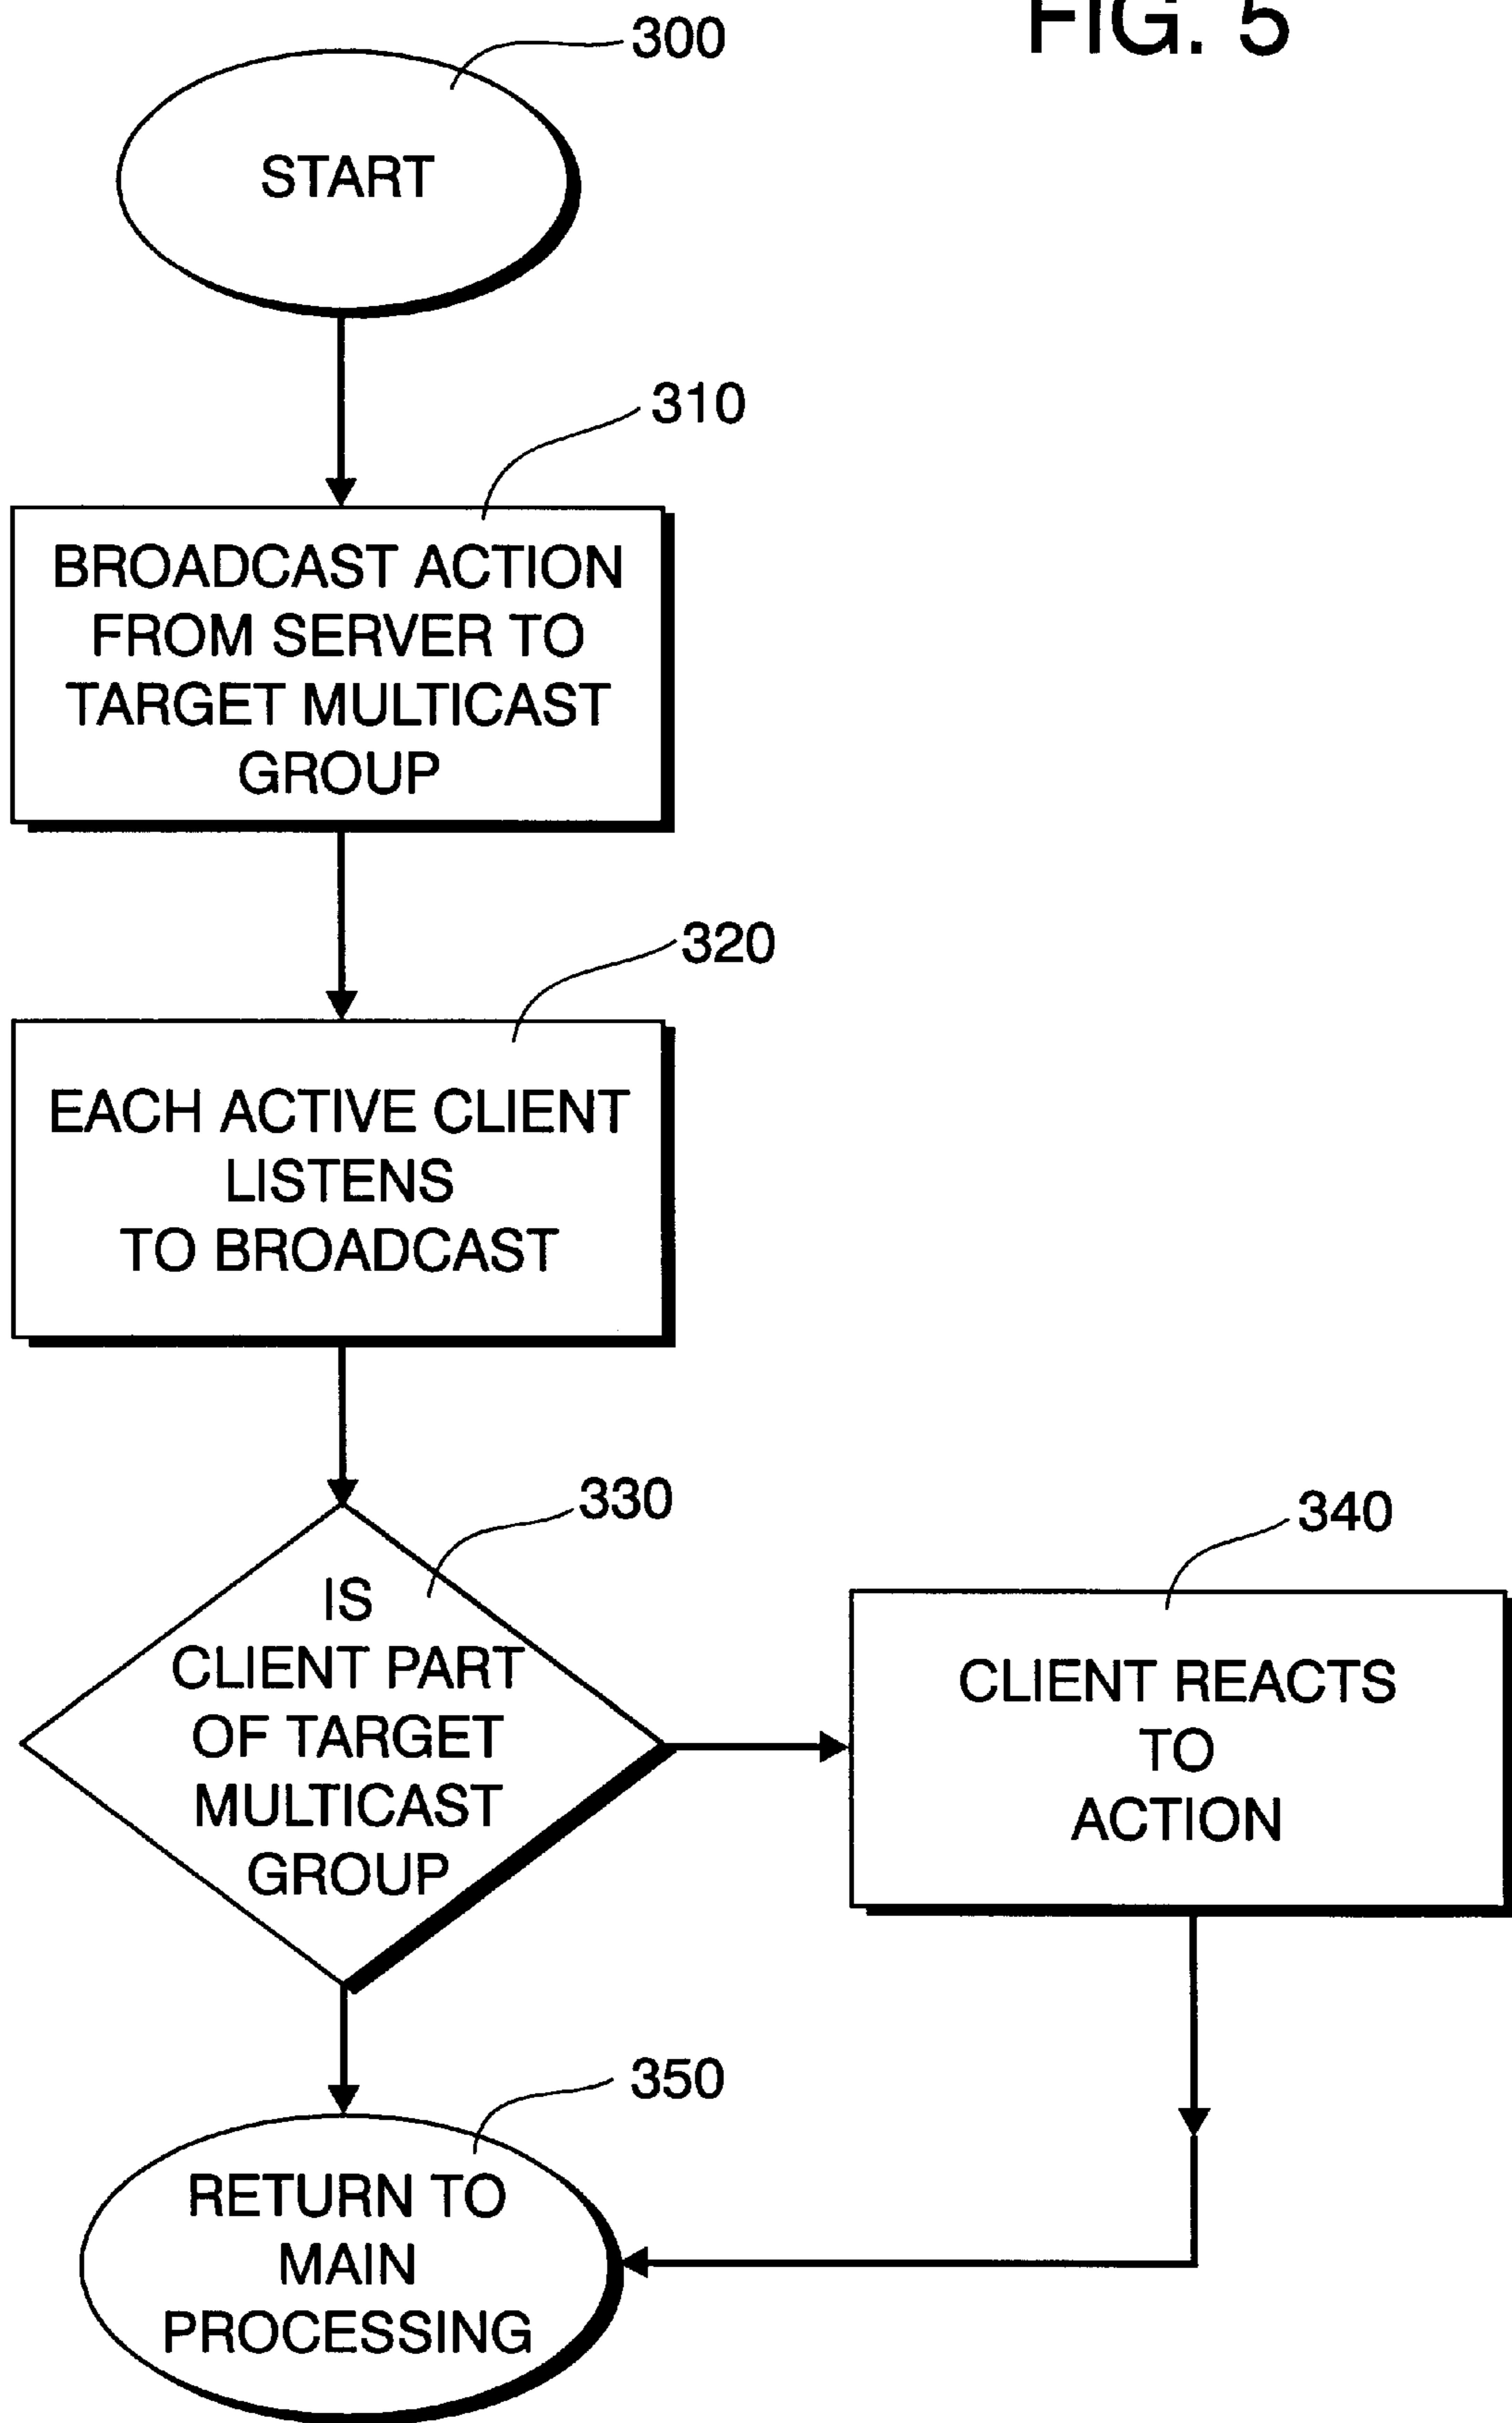 FIG. 5
300
START
310
BROADCAST ACTION
FROM SERVER TO
TARGET MULTICAST
GROUP
320
EACH ACTIVE CLIENT
LISTENS
TO BROADCAST
330
IS
CLIENT PART
OF TARGET
MULTICAST
GROUP
340
CLIENT REACTS
TO
ACTION
350
RETURN TO
MAIN
PROCESSING